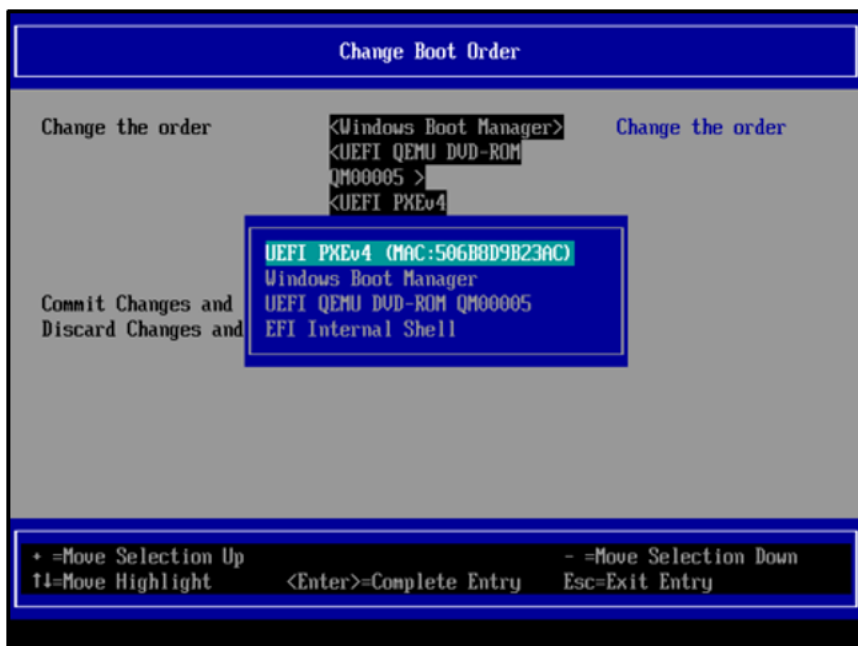 Change Boot Order
Change the order <Windows Boot Manager> Change the order
<UEFI QEMU DVD-ROM
QM00005 >
<UEFI PXEv4
UEFI PXEv4 (MAC:506B8D9B23AC)
Windows Boot Manager
Commit Changes and UEFI QEMU DVD-ROM QM00005
Discard Changes and EFI Internal Shell
+ =Move Selection Up - =Move Selection Down
↑↓=Move Highlight <Enter>=Complete Entry Esc=Exit Entry